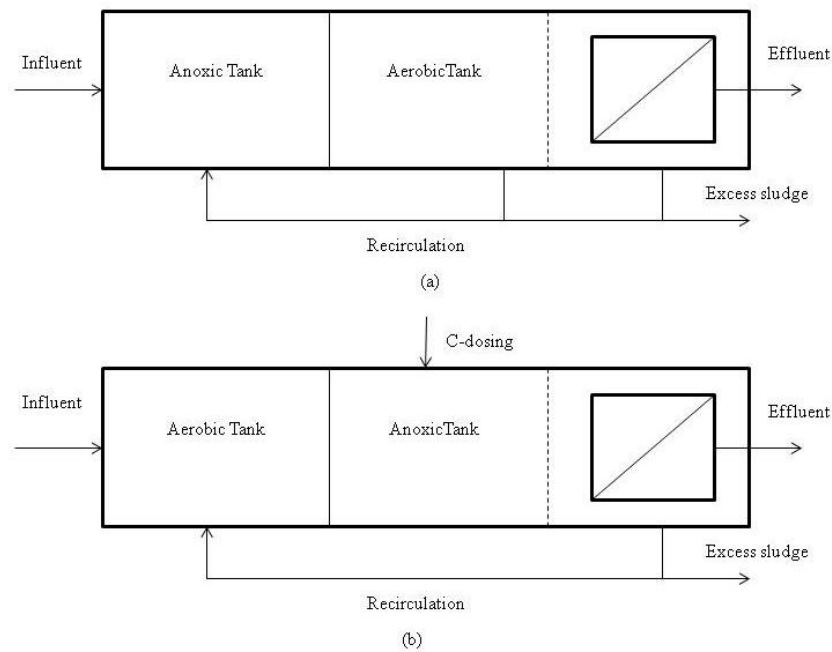 Influent
Anoxic Tank
AerobicTank
Effluent
Excess sludge
Recirculation
(a)
C-dosing
Influent
Aerobic Tank
AnoxicTank
Effluent
Excess sludge
Recirculation
(b)